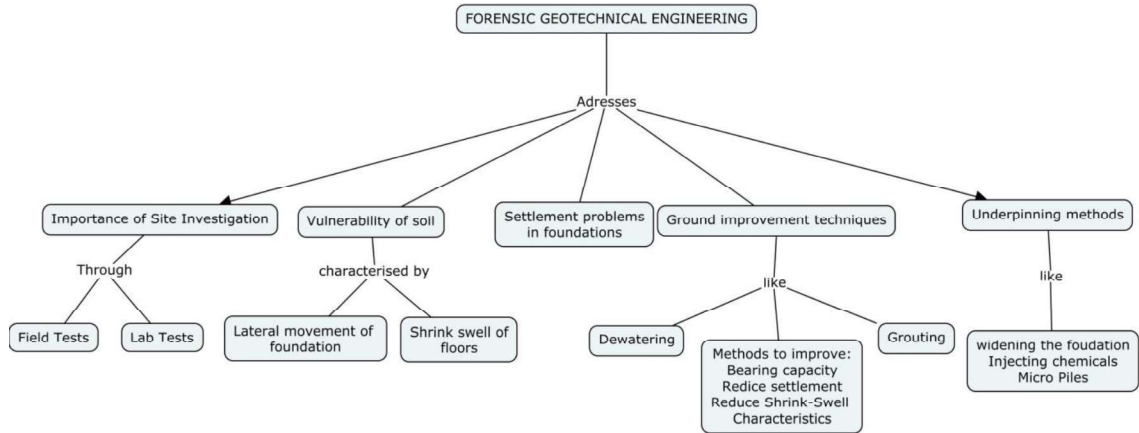 FORENSIC GEOTECHNICAL ENGINEERING
Adresses
Importance of Site Investigation
Vulnerability of soil
Settlement problems
in foundations
Ground improvement techniques
Underpinning methods
Through
characterised by
like
like
Field Tests
Lab Tests
Lateral movement of
foundation
Shrink swell of
floors
Dewatering
Methods to improve:
Bearing capacity
Redice settlement
Reduce Shrink-Swell
Characteristics
Grouting
widening the foudation
Injecting chemicals
Micro Piles